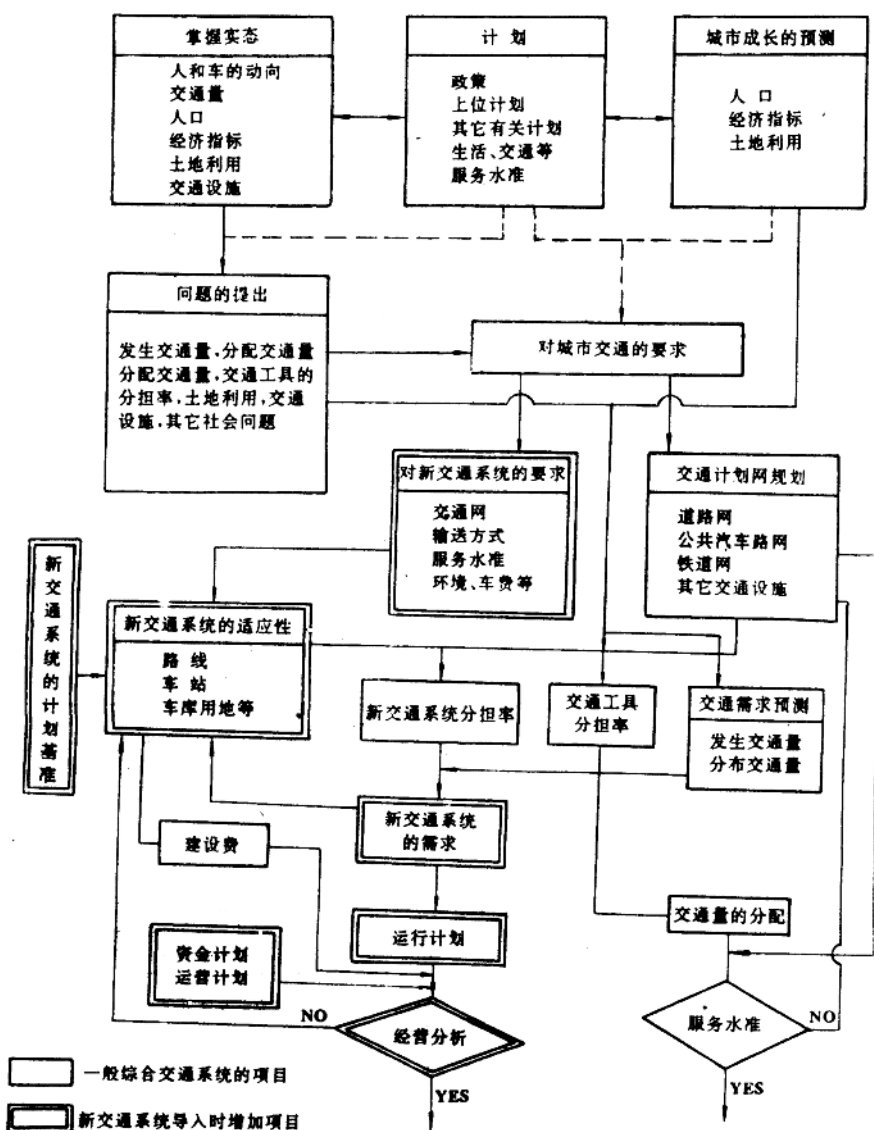 掌握实态
人和车的动向
交通量
人口
经济指标
土地利用
交通设施
计 划
政策
上位计划
其它有关计划
生活、交通等
服务水准
城市成长的预测
人 口
经济指标
土地利用
问题的提出
发生交通量,分配交通量
分配交通量,交通工具的
分担率,土地利用,交通
设施,其它社会问题
对城市交通的要求
对新交通系统的要求
交通网
输送方式
服务水准
环境、车费等
交通计划网规划
道路网
公共汽车路网
铁道网
其它交通设施
新交通系统的计划基准
新交通系统的适应性
路 线
车 站
车库用地等
新交通系统分担率
交通工具
分担率
交通需求预测
发生交通量
分布交通量
新交通系统
的需求
建设费
交通量的分配
运行计划
资金计划
运营计划
NO
经营分析
YES
服务水准
NO
YES
一般综合交通系统的项目
新交通系统导入时增加项目